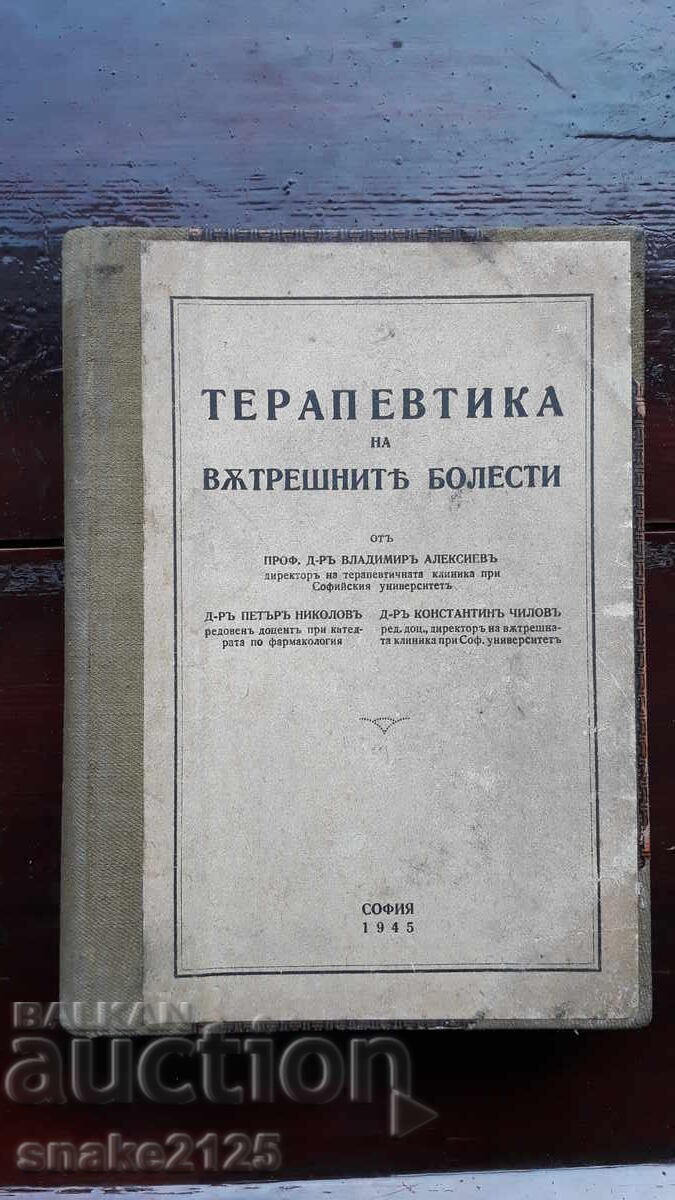 ТЕРАПЕВТИКА
НА
ВѪТРЕШНИТѢ БОЛЕСТИ
отъ
ПРОФ. Д-РЪ ВЛАДИМИРЪ АЛЕКСИЕВЪ
директоръ на терапевтичната клиника при
Софийския университетъ
Д-РЪ ПЕТЪРЪ НИКОЛОВЪ
редовенъ доцентъ при катед-
рата по фармакология
Д-РЪ КОНСТАНТИНЪ ЧИЛОВЪ
ред. доц., директоръ на вѫтрешна-
та клиника при Соф. университетъ
СОФИЯ
1945
BALKAN
auction
snake2125